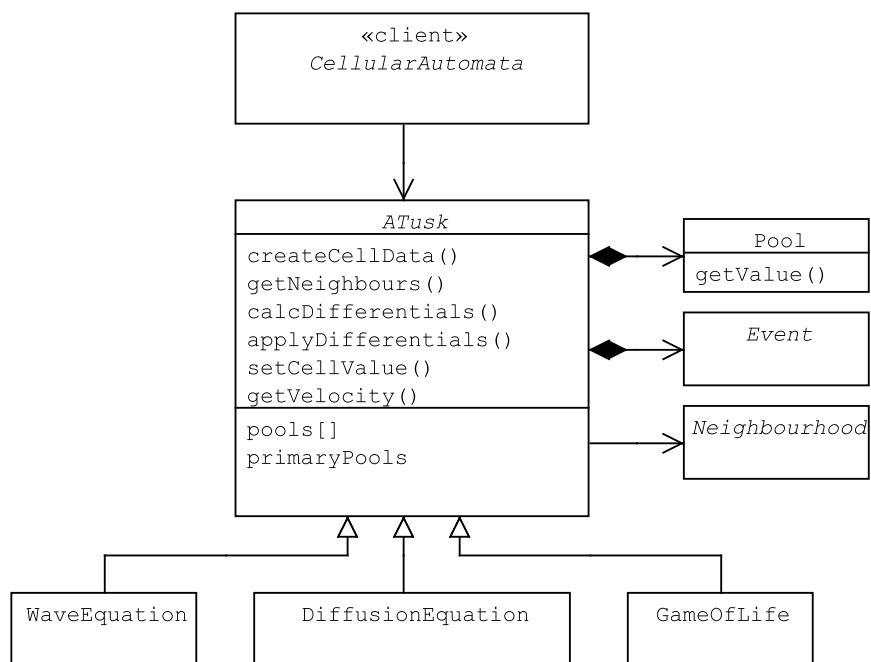 «client»
CellularAutomata
ATusk
createCellData()
getNeighbours()
calcDifferentials()
applyDifferentials()
setCellValue()
getVelocity()
pools[]
primaryPools
Pool
getValue()
Event
Neighbourhood
WaveEquation
DiffusionEquation
GameOfLife